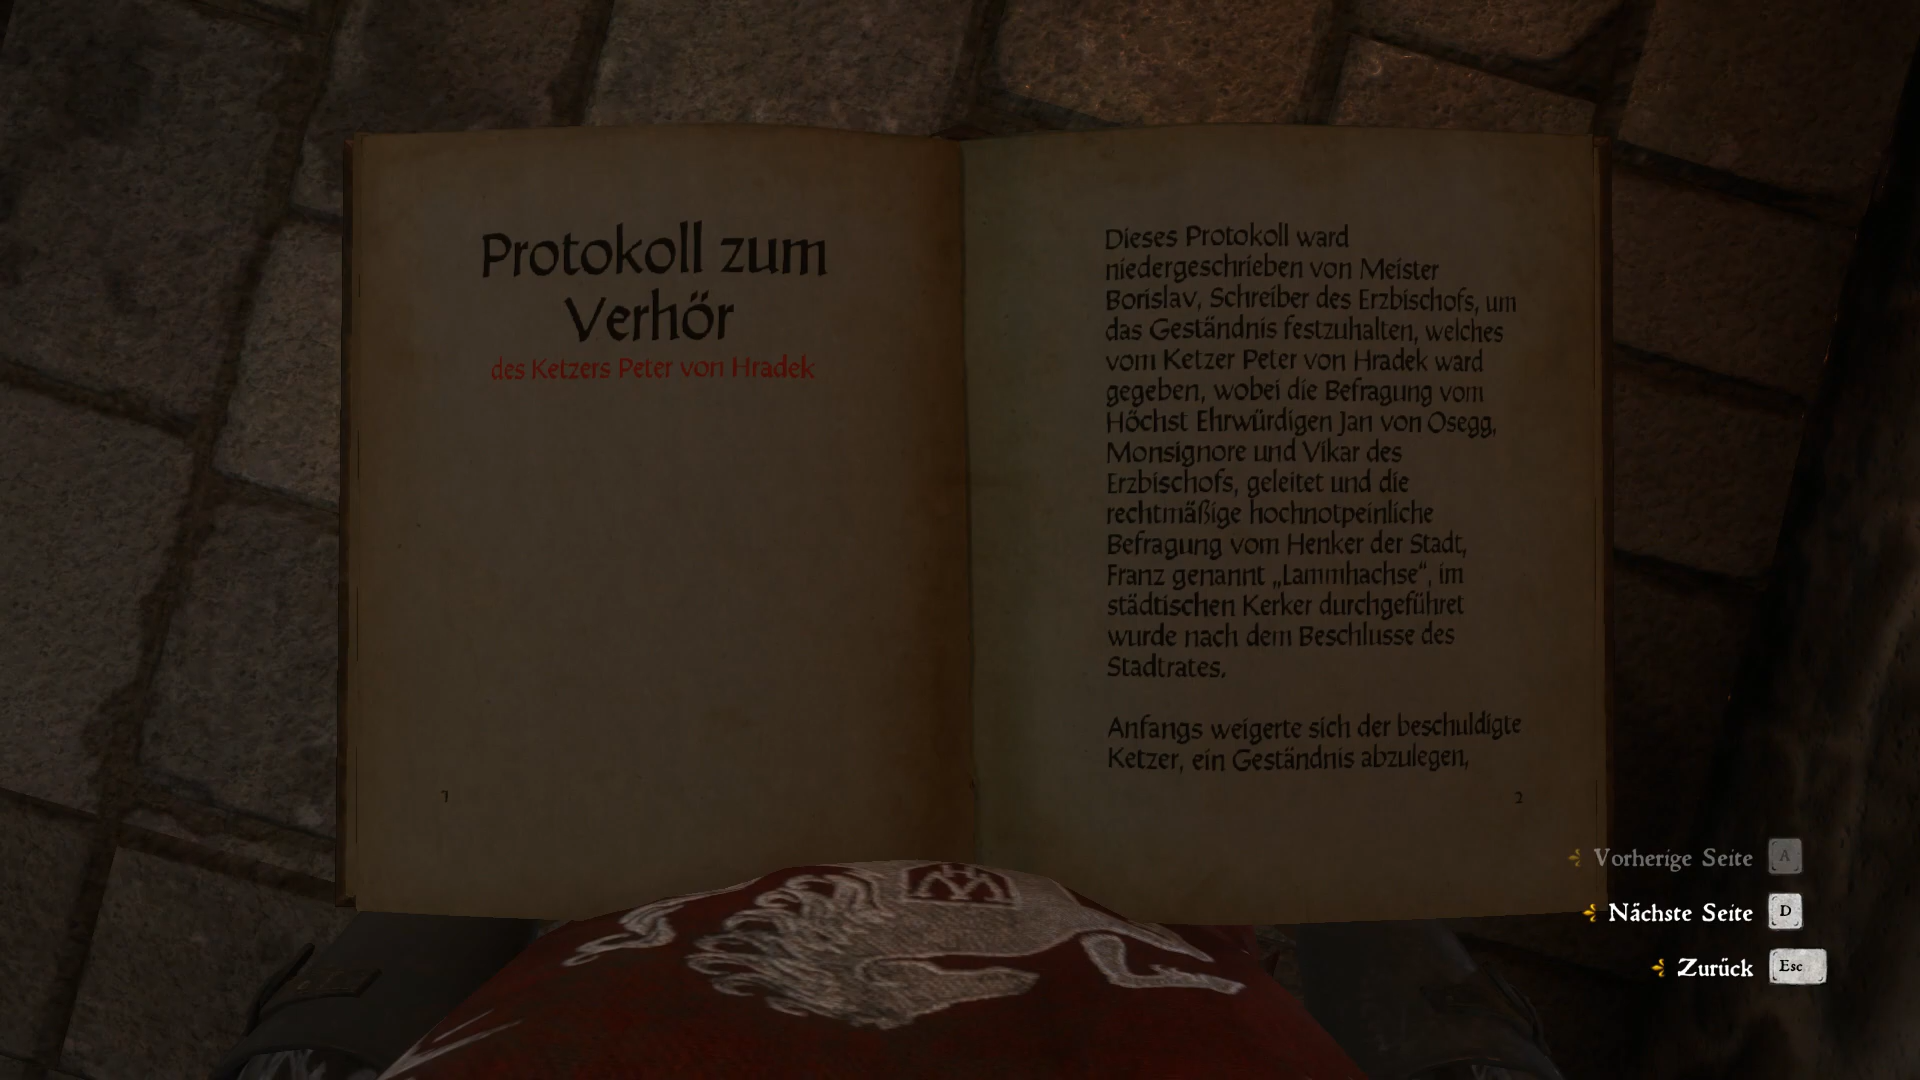 Protokoll zum
Verhör
des Ketzers Peter von Hradek
1
Dieses Protokoll ward
niedergeschrieben von Meister
Borislav, Schreiber des Erzbischofs, um
das Geständnis festzuhalten, welches
vom Ketzer Peter von Hradek ward
gegeben, wobei die Befragung vom
Höchst Ehrwürdigen Jan von Osegg,
Monsignore und Vikar des
Erzbischofs, geleitet und die
rechtmäßige hochnotpeinliche
Befragung vom Henker der Stadt,
Franz genannt „Lammhachse“, im
städtischen Kerker durchgeführt
wurde nach dem Beschlusse des
Stadtrates.
Anfangs weigerte sich der beschuldigte
Ketzer, ein Geständnis abzulegen,
2
Vorherige Seite A
Nächste Seite D
Zurück Esc